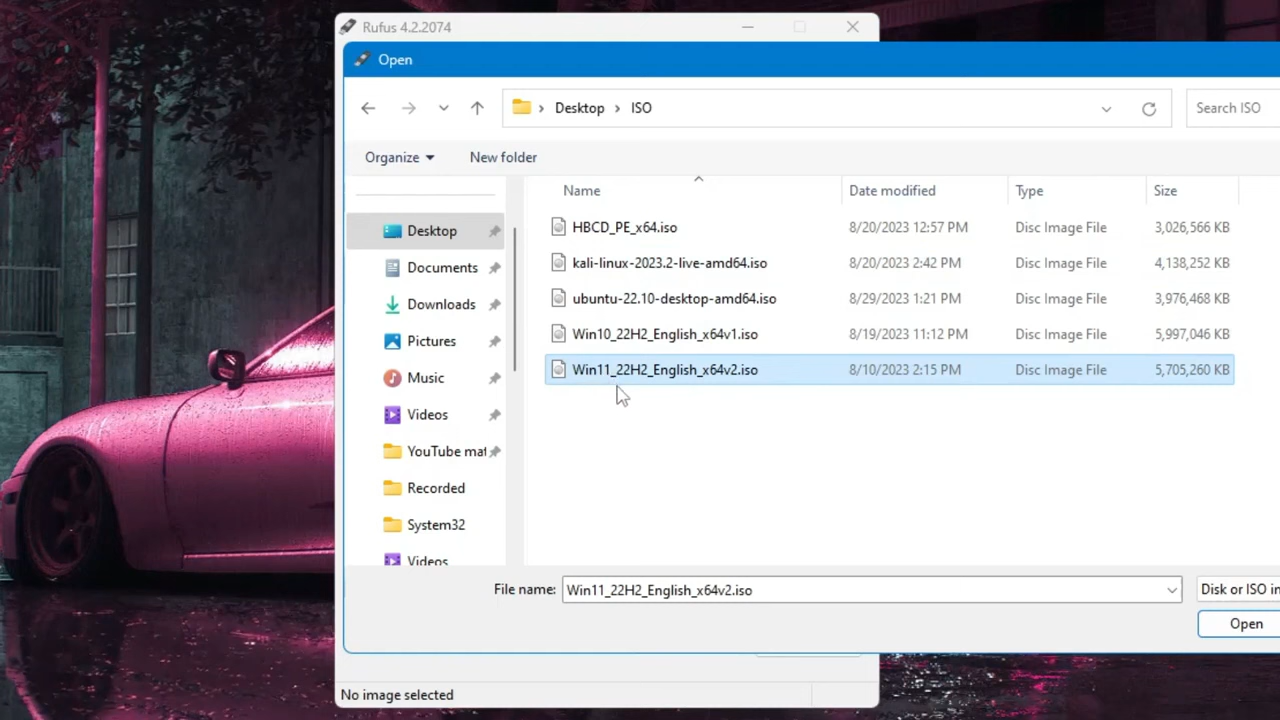 Rufus 4.2.2074
Open
Desktop > ISO
Search ISO
Organize
New folder
Name Date modified Type Size
HBCD_PE_x64.iso 8/20/2023 12:57 PM Disc Image File 3,026,566 KB
kali-linux-2023.2-live-amd64.iso 8/20/2023 2:42 PM Disc Image File 4,138,252 KB
ubuntu-22.10-desktop-amd64.iso 8/29/2023 1:21 PM Disc Image File 3,976,468 KB
Win10_22H2_English_x64v1.iso 8/19/2023 11:12 PM Disc Image File 5,997,046 KB
Win11_22H2_English_x64v2.iso 8/10/2023 2:15 PM Disc Image File 5,705,260 KB
Desktop
Documents
Downloads
Pictures
Music
Videos
YouTube mat
Recorded
System32
Videos
File name: Win11_22H2_English_x64v2.iso
Disk or ISO im
Open
No image selected